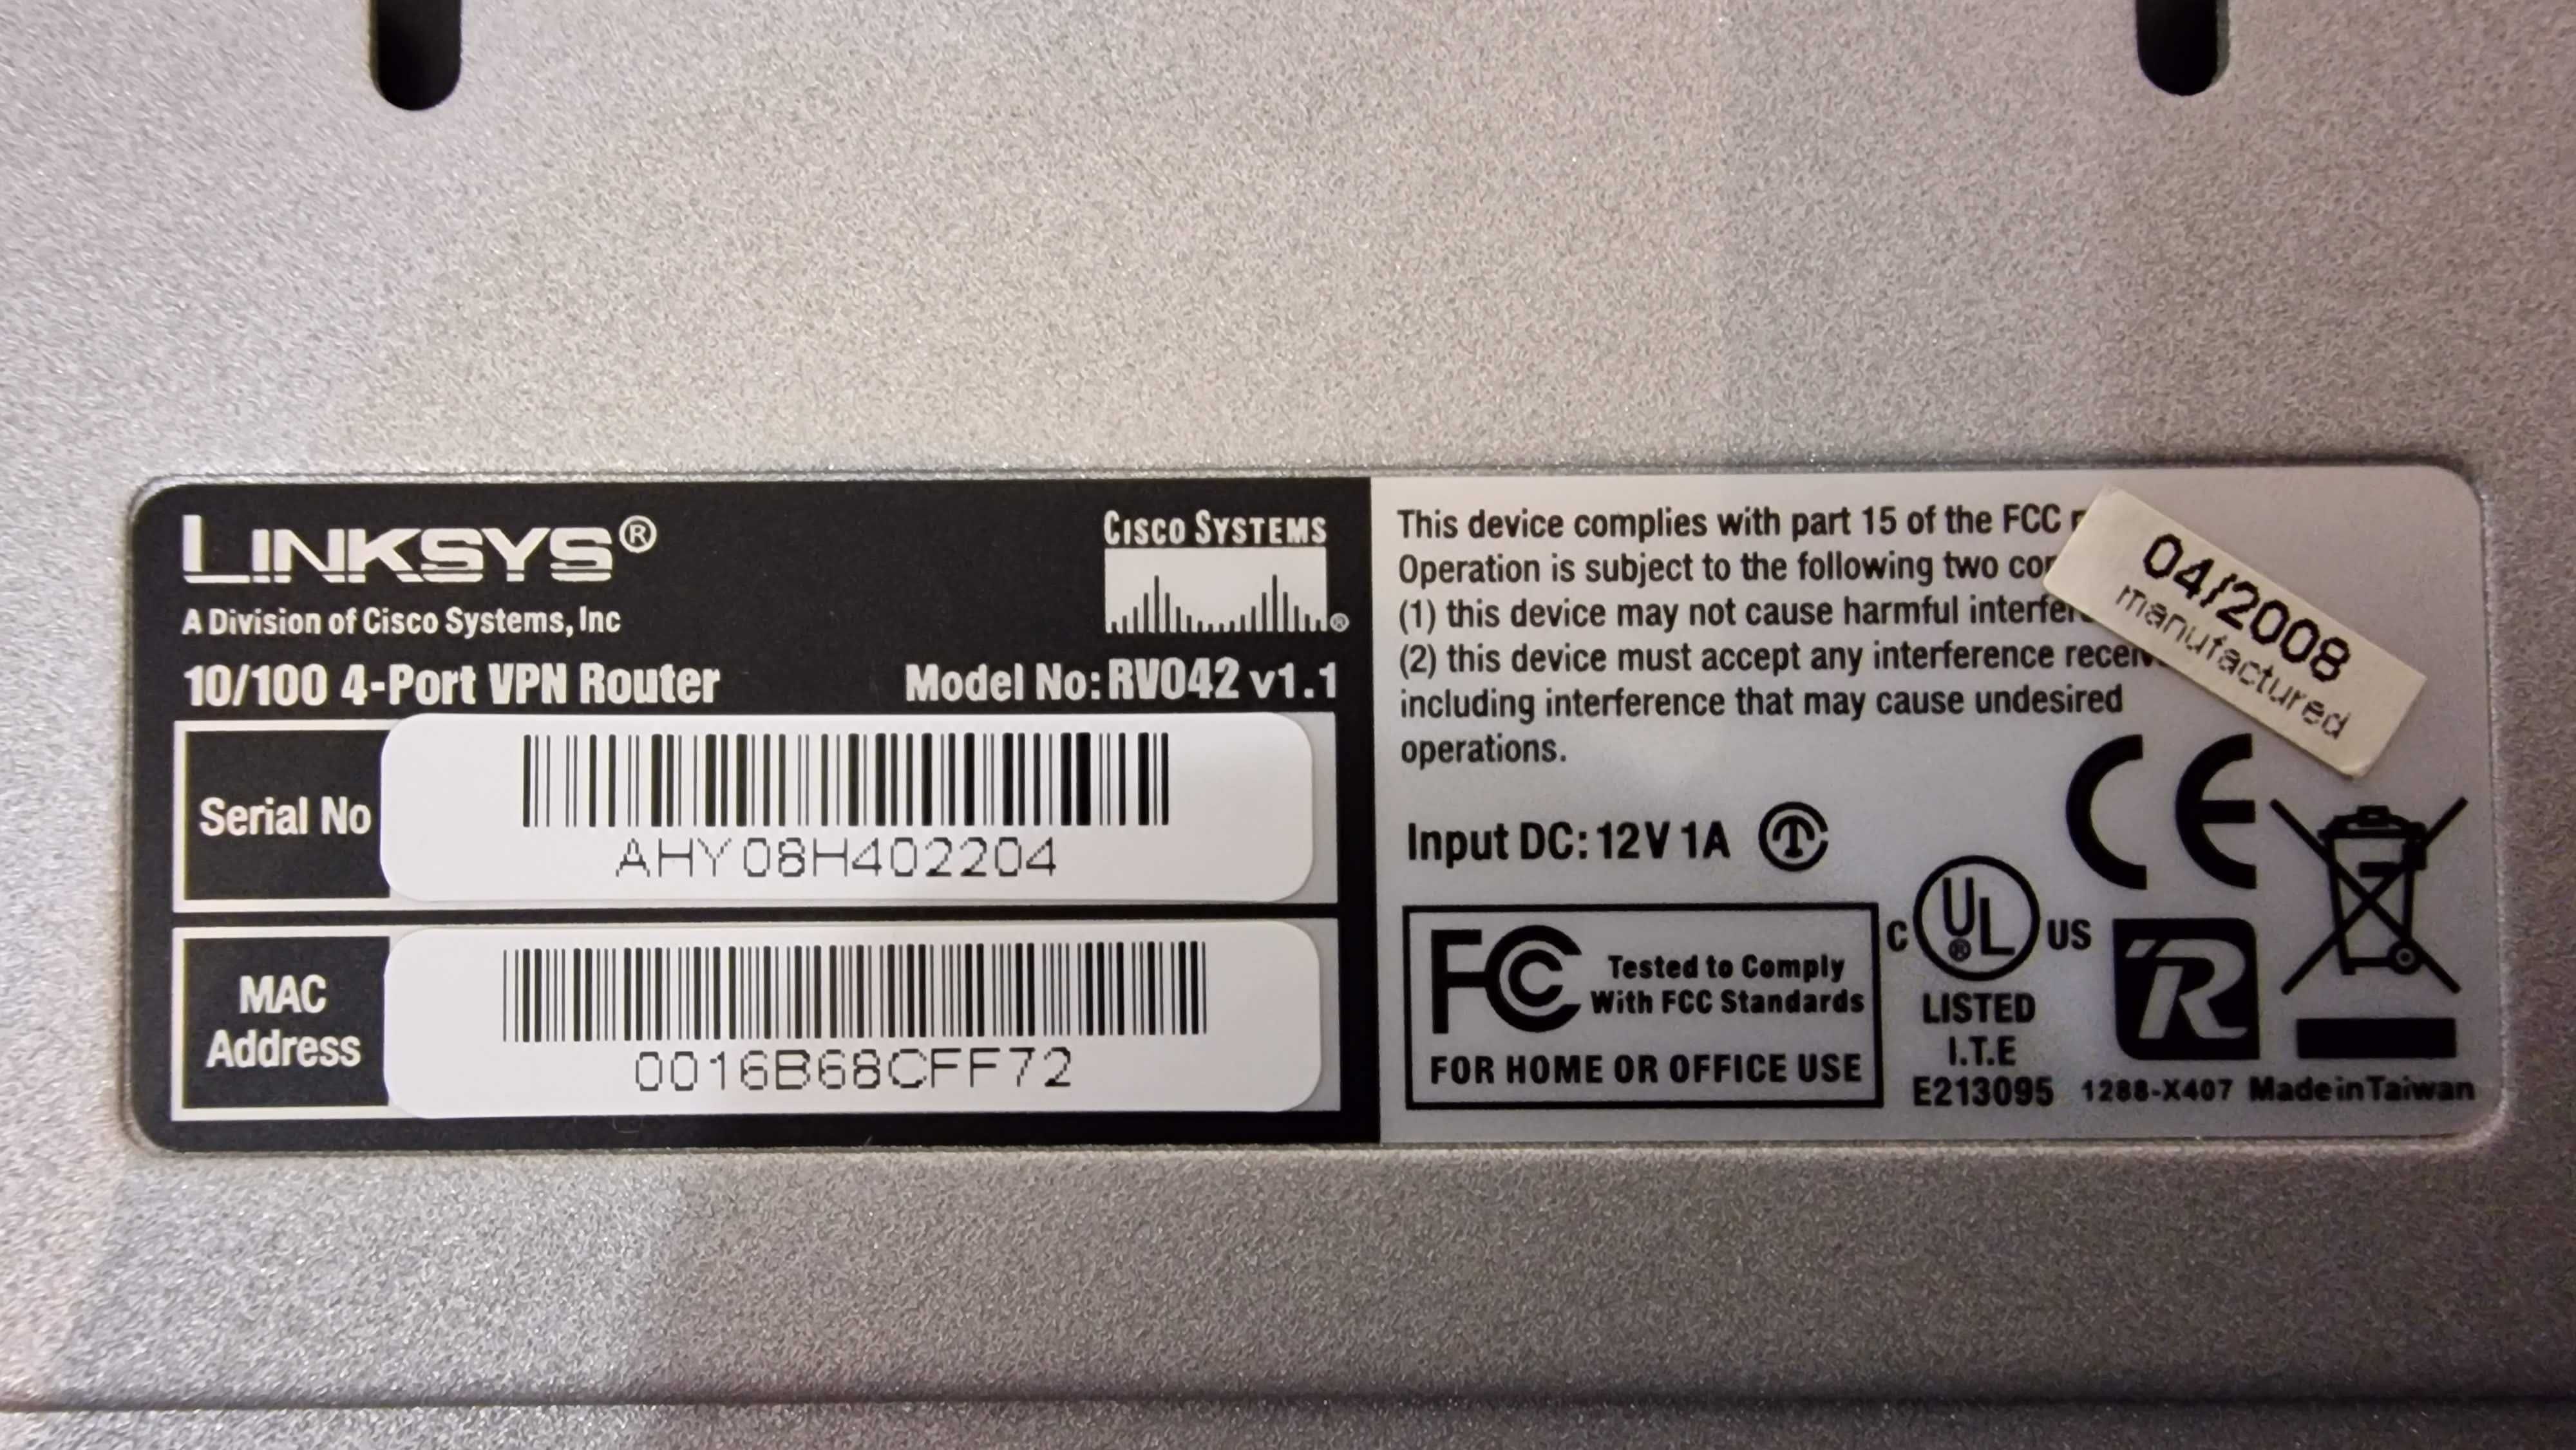 LINKSYS®
A Division of Cisco Systems, Inc
CISCO SYSTEMS
®
10/100 4-Port VPN Router
Model No: RV042 v1.1
Serial No
AHY08H402204
MAC
Address
0016B68CFF72
This device complies with part 15 of the FCC
Operation is subject to the following two
(1) this device may not cause harmful
(2) this device must accept any interference
including interference that may cause undesired
operations.
04/2008
manufactured
Input DC: 12V 1A
FCC
Tested to Comply
With FCC Standards
FOR HOME OR OFFICE USE
C UL® US
LISTED
I.T.E
E213095
CE
R
1288-X407
Made in Taiwan